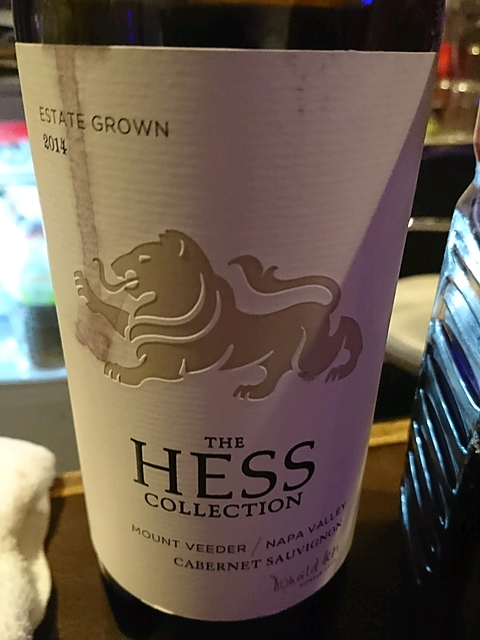 ESTATE GROWN
2014
THE
HESS
COLLECTION
MOUNT VEEDER / NAPA VALLEY
CABERNET SAUVIGNON